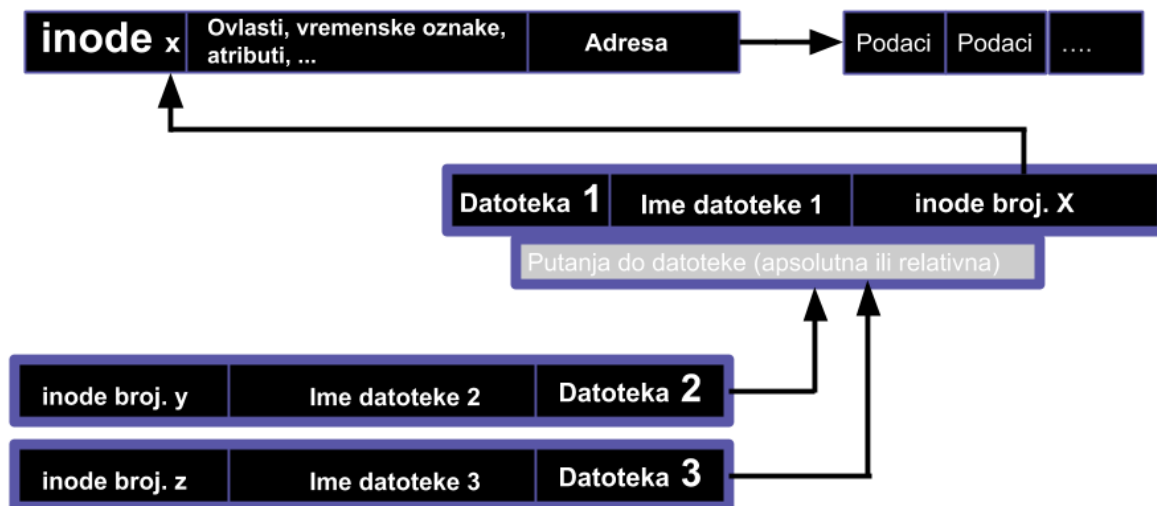 inode x
Ovlasti, vremenske oznake,
atributi, ...
Adresa
Podaci
Podaci
....
Datoteka 1
Ime datoteke 1
inode broj. X
Putanja do datoteke (apsolutna ili relativna)
inode broj. y
Ime datoteke 2
Datoteka 2
inode broj. z
Ime datoteke 3
Datoteka 3